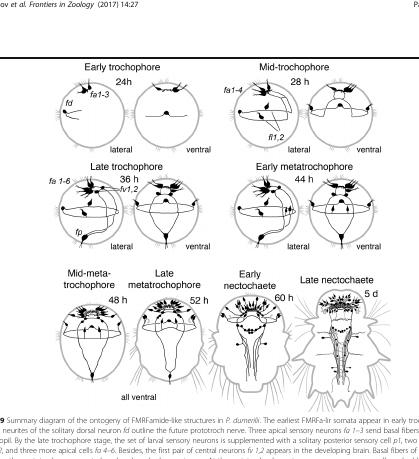 ov et al. Frontiers in Zoology (2017) 14:27
Early trochophore
Mid-trochophore
24h
28 h
fa1-3
fa1-4
fd
fl1,2
lateral
ventral
lateral
ventral
Late trochophore
Early metatrochophore
36 h
44 h
fa 1-6
fv1,2
fp
lateral
ventral
lateral
ventral
Mid-meta-
trochophore
Late
metatrochophore
Early
nectochaete
Late nectochaete
48 h
52 h
60 h
5 d
all ventral
9 Summary diagram of the ontogeny of FMRFamide-like structures in P. dumerilii. The earliest FMRFa-lir somata appear in early troc
neurites of the solitary dorsal neuron fd outline the future prototroch nerve. Three apical sensory neurons fa 1–3 send basal fibers
opil. By the late trochophore stage, the set of larval sensory neurons is supplemented with a solitary posterior sensory cell p1, two
2, and three more apical cells fa 4–6. Besides, the first pair of central neurons fv 1,2 appears in the developing brain. Basal fibers of